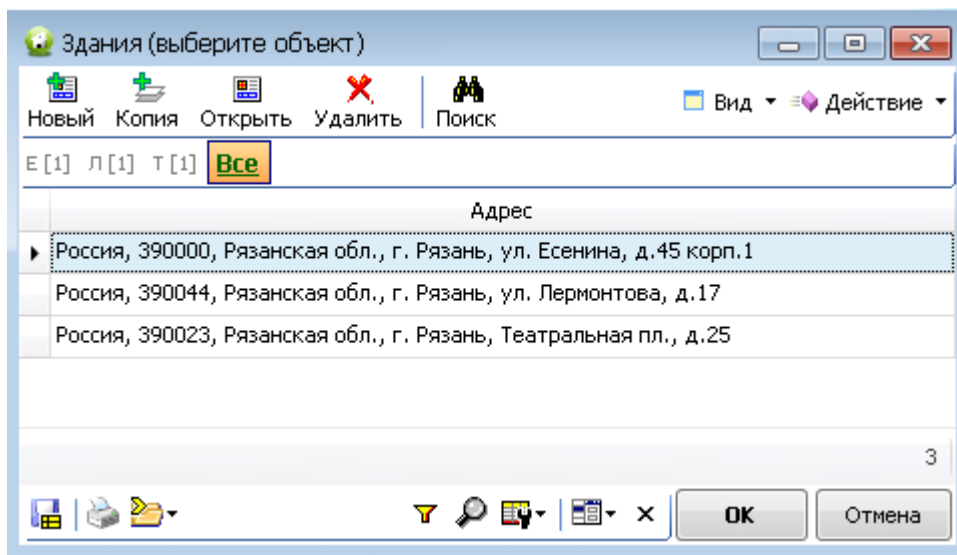 Здания (выберите объект)
Новый Копия Открыть Удалить Поиск Вид Действие
Е [1] Л [1] Т [1] Все
Адрес
Россия, 390000, Рязанская обл., г. Рязань, ул. Есенина, д.45 корп.1
Россия, 390044, Рязанская обл., г. Рязань, ул. Лермонтова, д.17
Россия, 390023, Рязанская обл., г. Рязань, Театральная пл., д.25
3
ОК Отмена